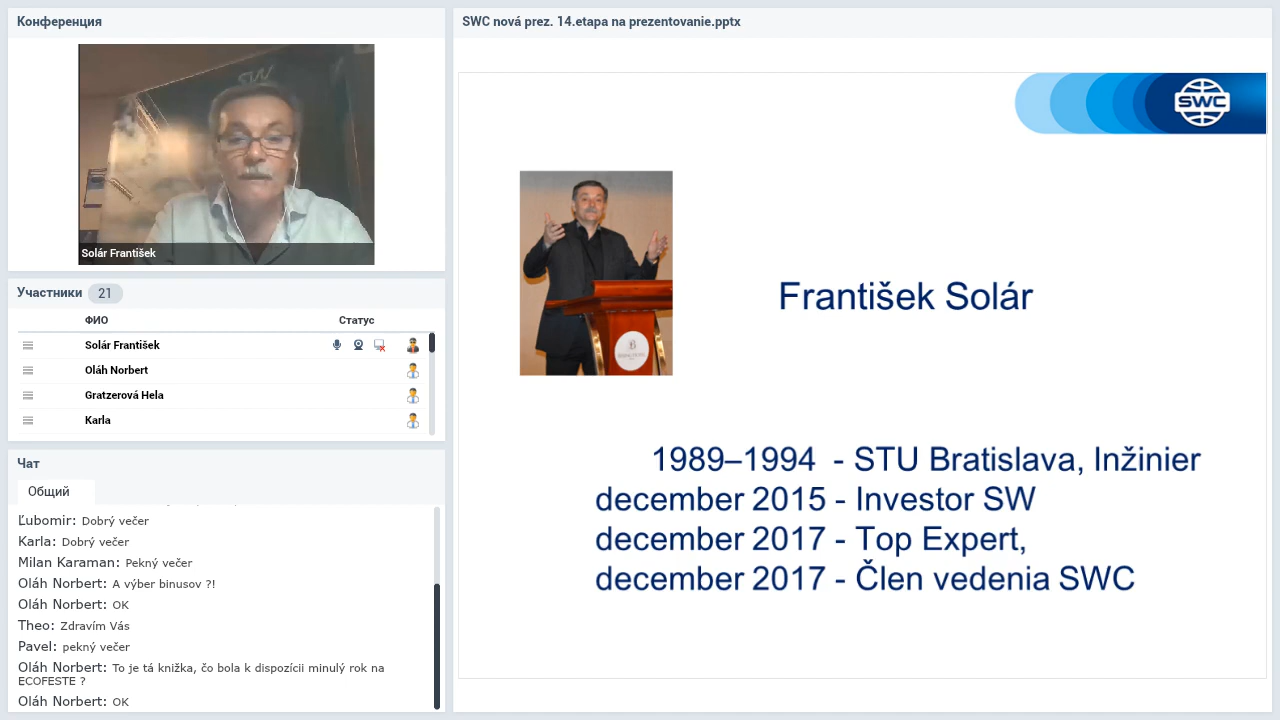 Конференция
SW
Solár František
Участники 21
ФИО Статус
Solár František
Oláh Norbert
Gratzerová Hela
Karla
Чат
Общий
Ľubomir: Dobrý večer
Karla: Dobrý večer
Milan Karaman: Pekný večer
Oláh Norbert: A výber binusov ?!
Oláh Norbert: OK
Theo: Zdravím Vás
Pavel: pekný večer
Oláh Norbert: To je tá knižka, čo bola k dispozícii minulý rok na
ECOFESTE ?
Oláh Norbert: OK
SWC nová prez. 14.etapa na prezentovanie.pptx
SWC
František Solár
1989–1994 - STU Bratislava, Inžinier
december 2015 - Investor SW
december 2017 - Top Expert,
december 2017 - Člen vedenia SWC